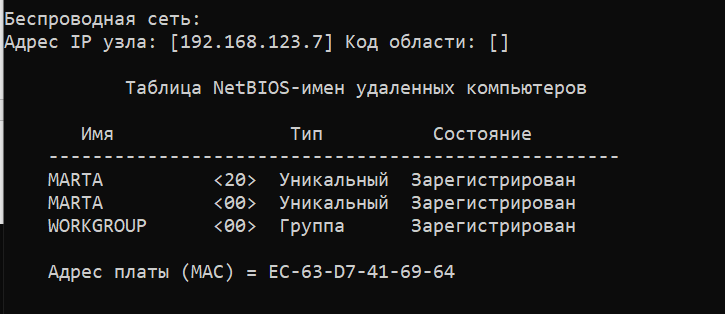 Беспроводная сеть:
Адрес IP узла: [192.168.123.7] Код области: []
Таблица NetBIOS-имен удаленных компьютеров
Имя Тип Состояние
----------------------------------------------------
MARTA <20> Уникальный Зарегистрирован
MARTA <00> Уникальный Зарегистрирован
WORKGROUP <00> Группа Зарегистрирован
Адрес платы (MAC) = EC-63-D7-41-69-64